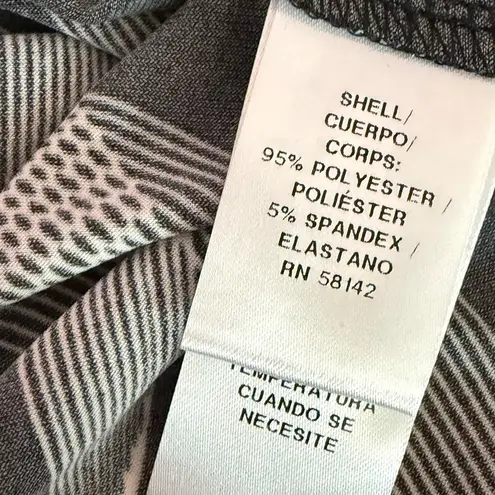 SHELL/
CUERPO/
CORPS:
95% POLYESTER /
POLIÉSTER
5% SPANDEX /
ELASTANO
RN 58142
TEMPERATURA
CUANDO SE
NECESITE